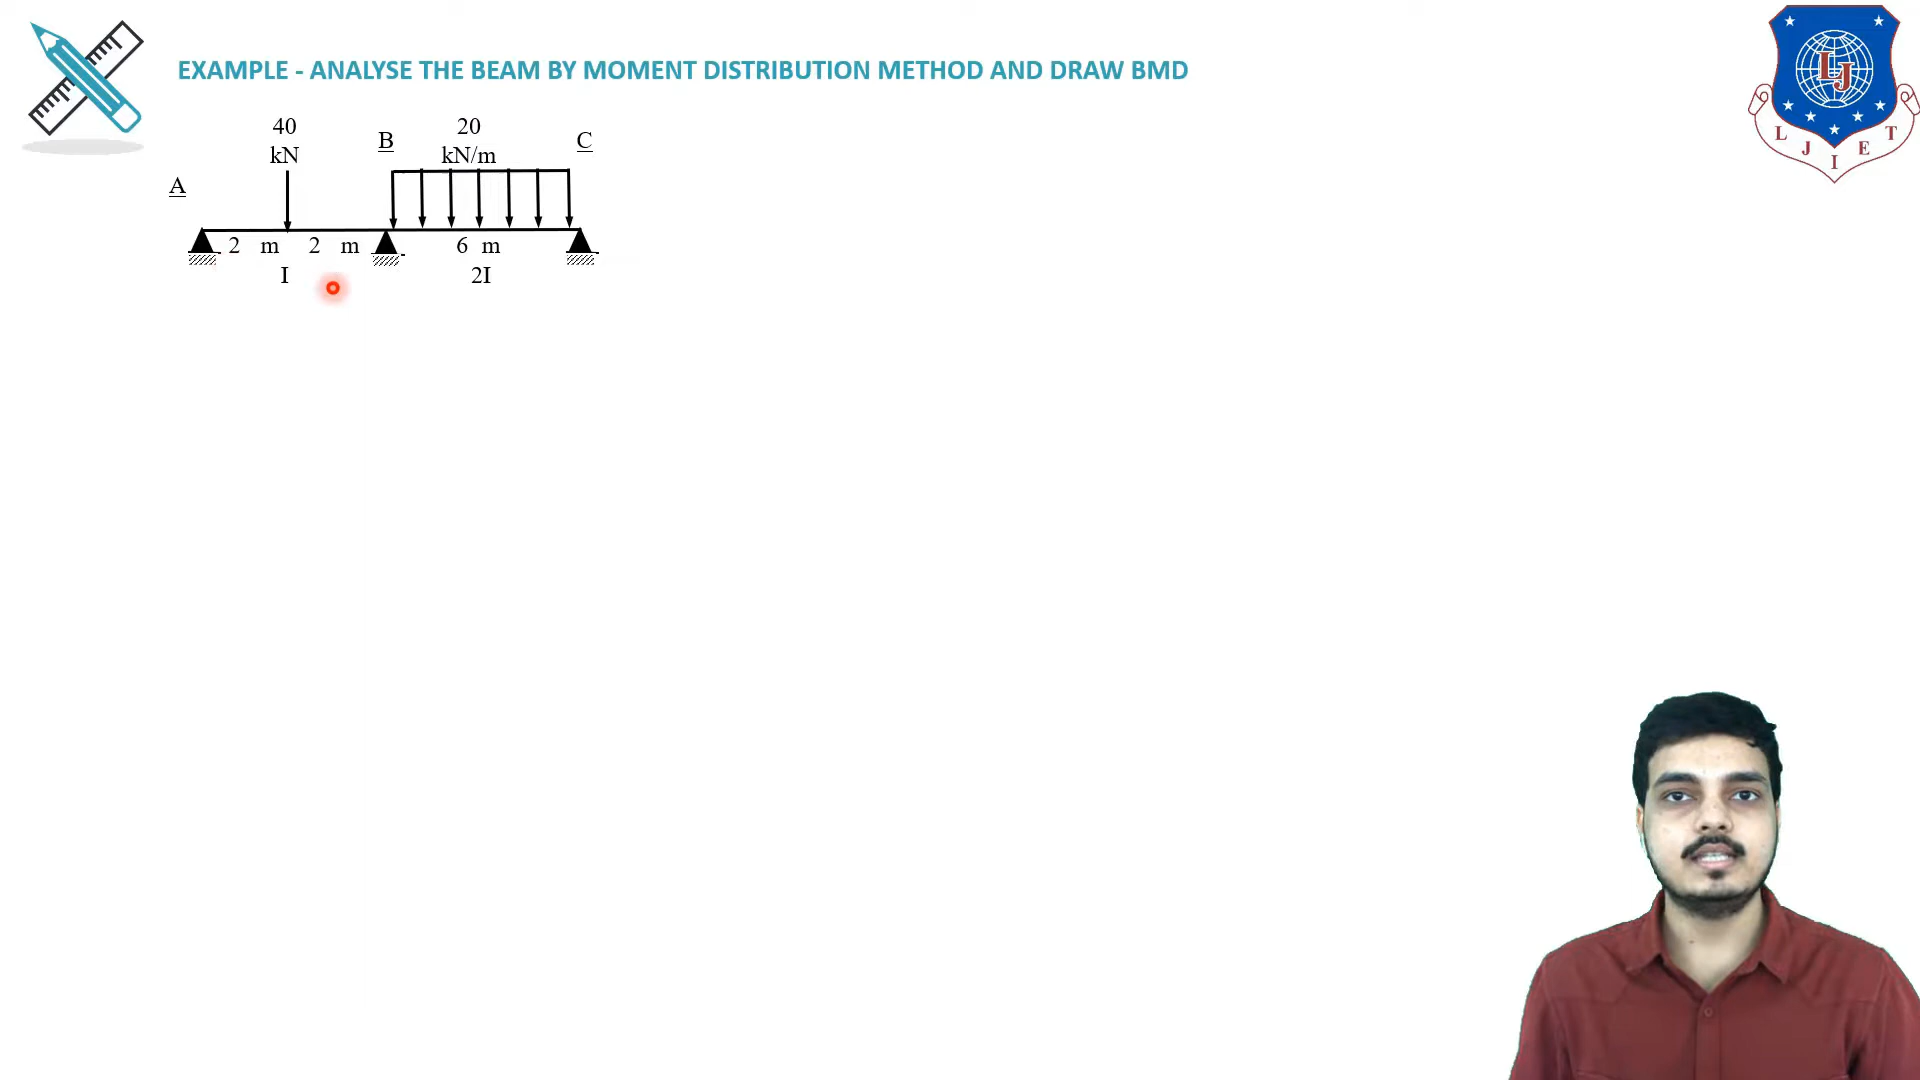 EXAMPLE - ANALYSE THE BEAM BY MOMENT DISTRIBUTION METHOD AND DRAW BMD
40
kN
B
20
kN/m
C
A
2 m 2 m
6 m
I
2I
LJ
L J I E T